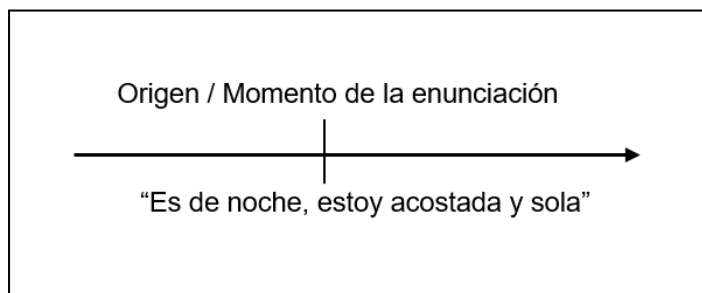 Origen / Momento de la enunciación
“Es de noche, estoy acostada y sola”